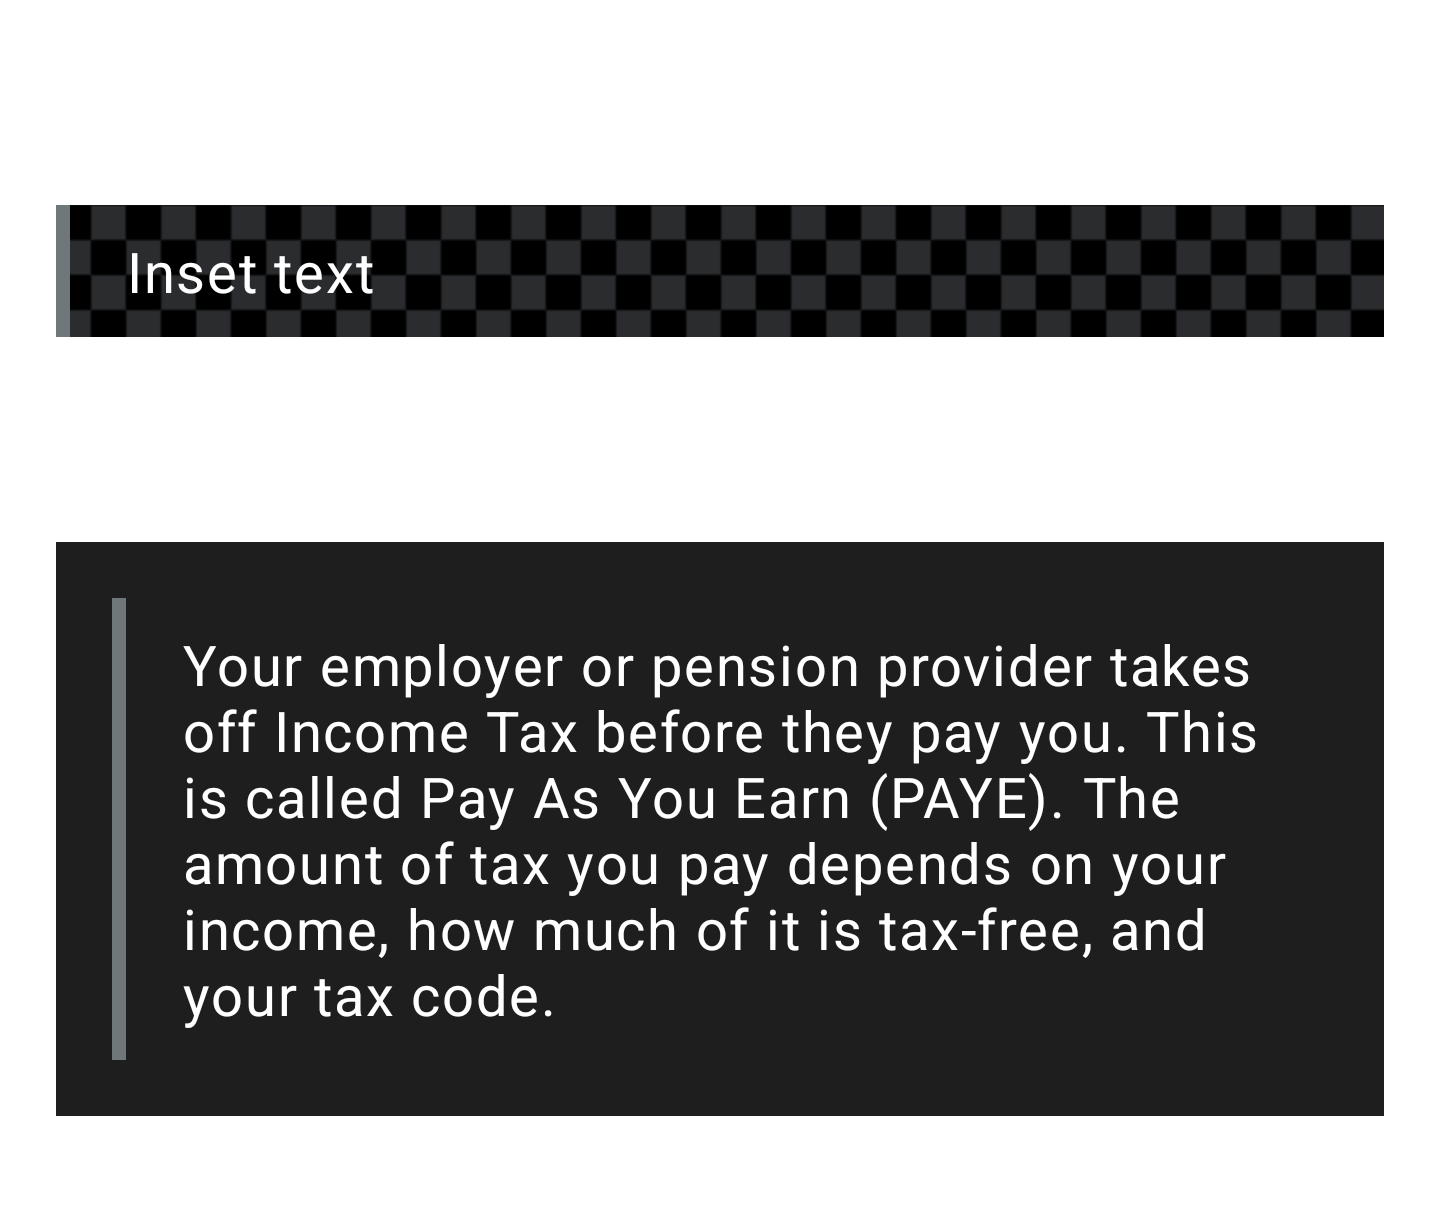 Inset text
Your employer or pension provider takes
off Income Tax before they pay you. This
is called Pay As You Earn (PAYE). The
amount of tax you pay depends on your
income, how much of it is tax-free, and
your tax code.